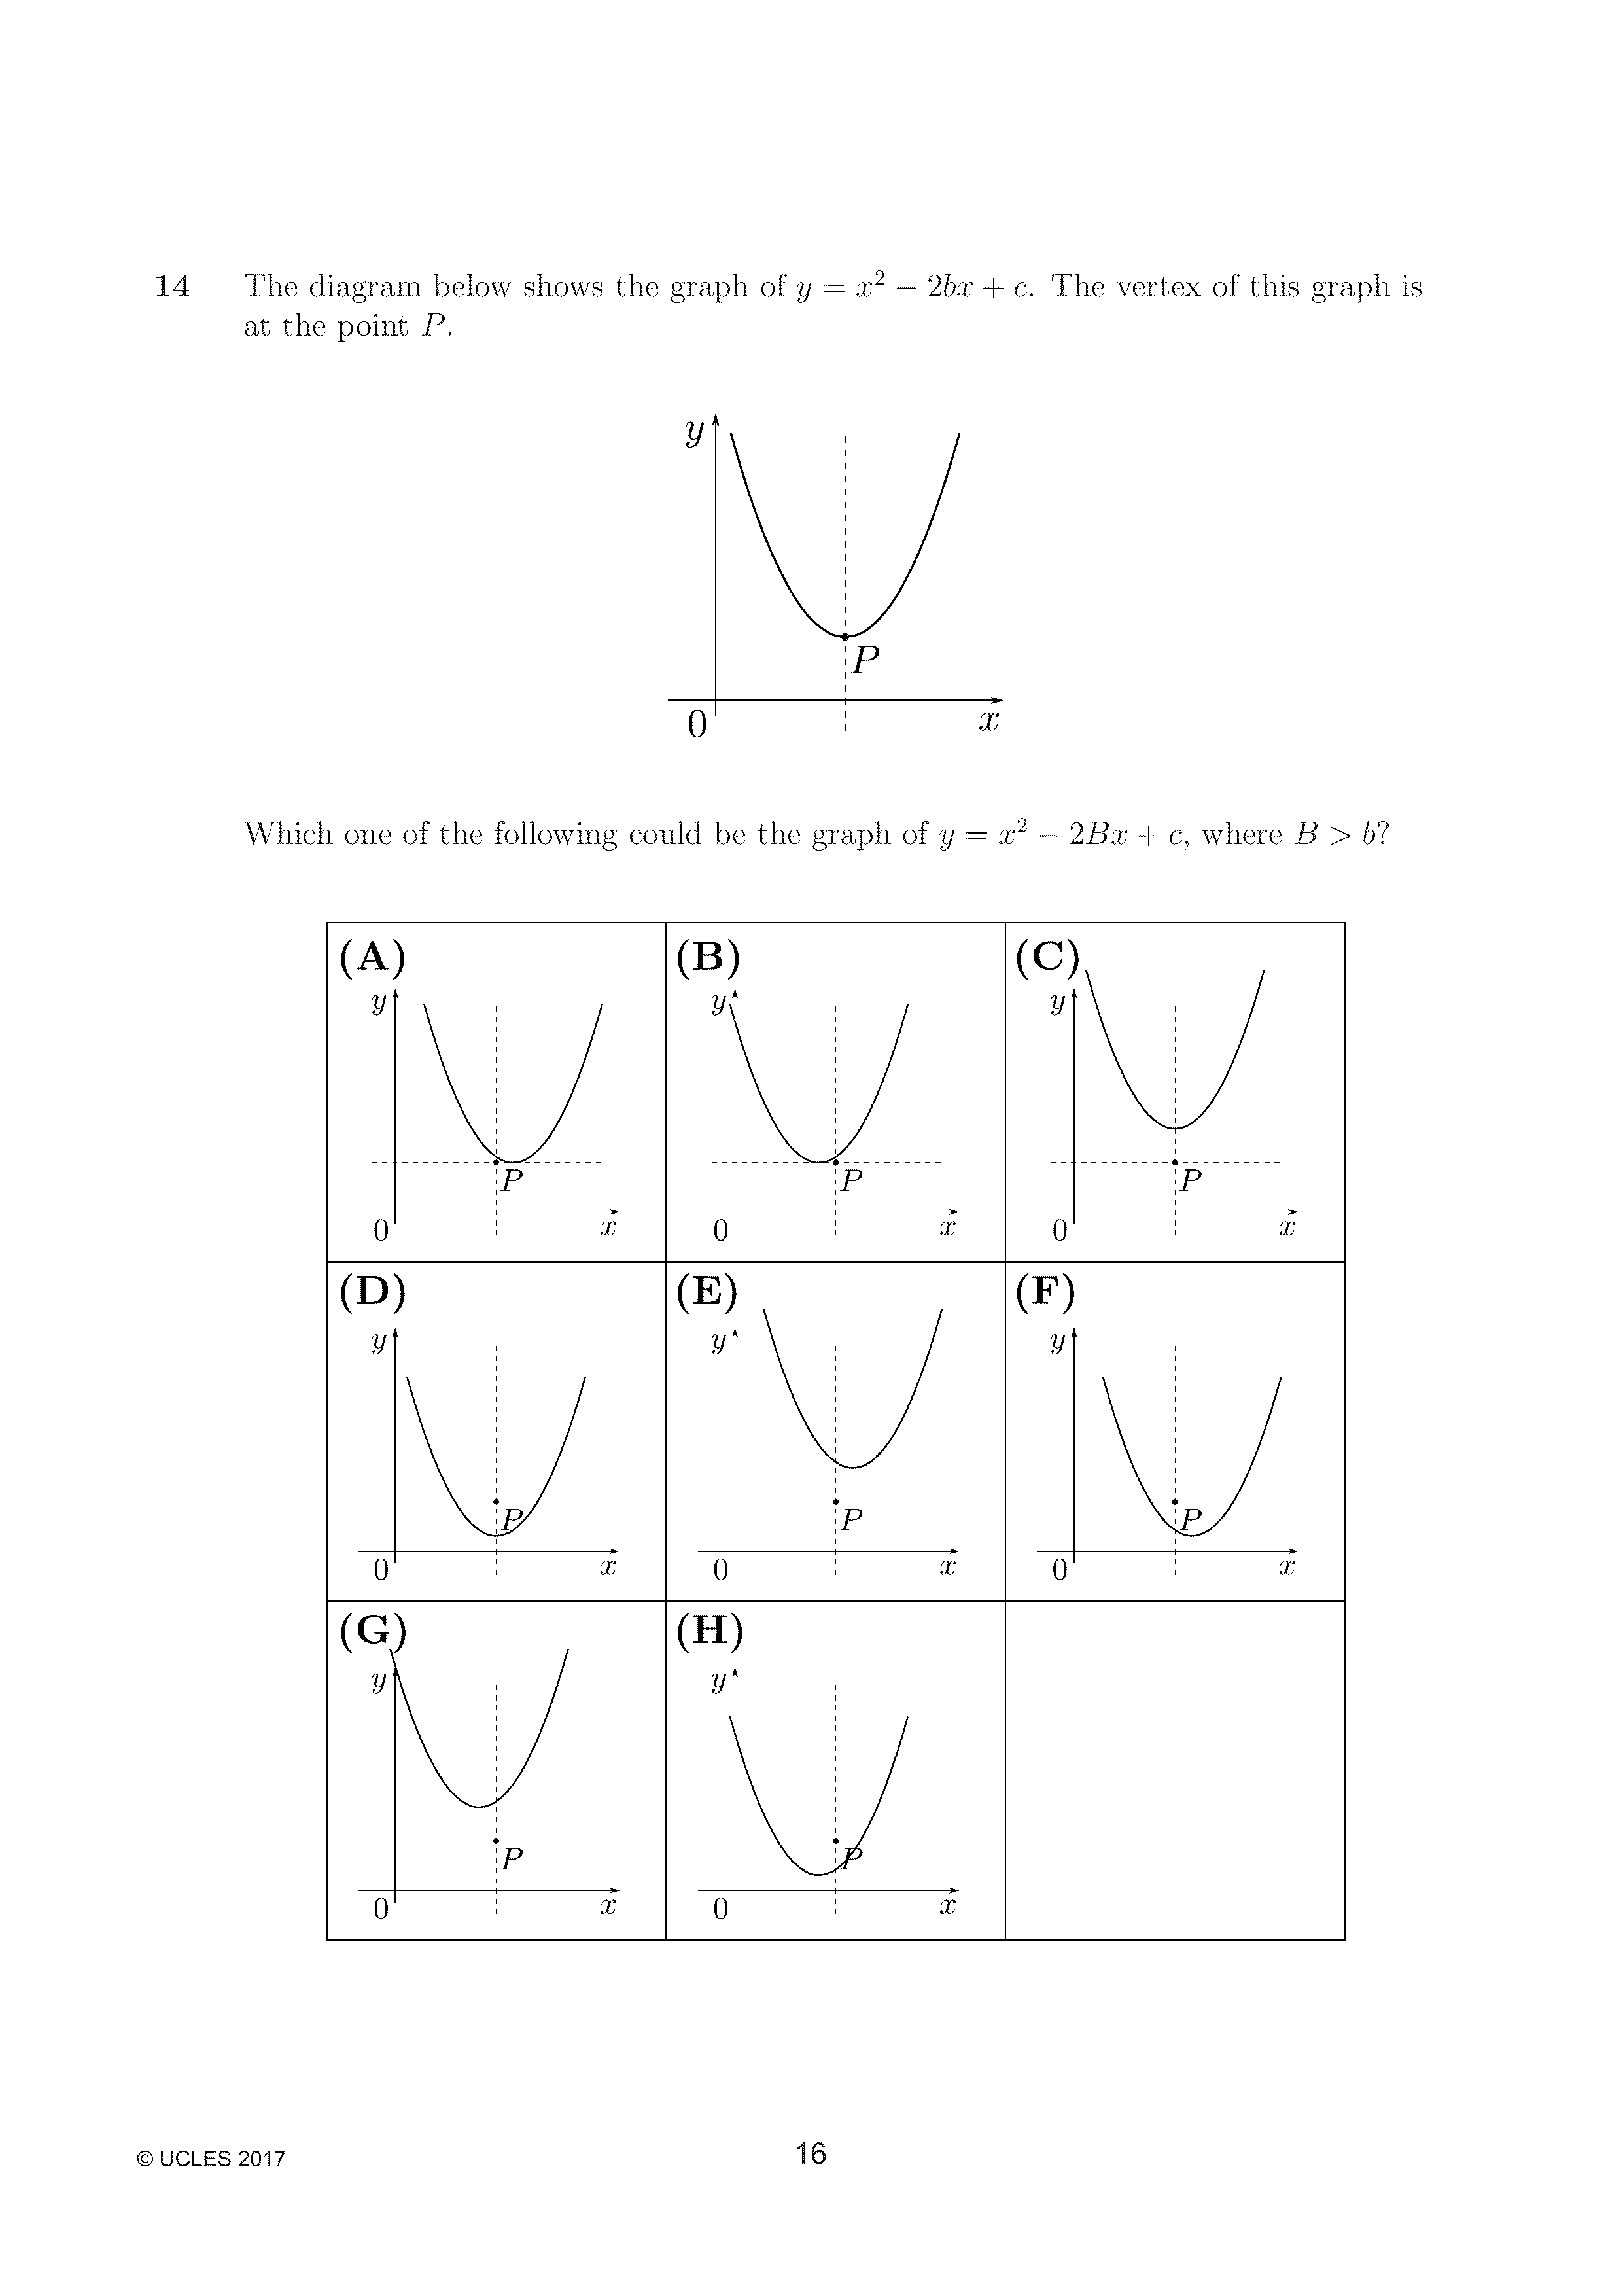 14 The diagram below shows the graph of y = x² − 2bx + c. The vertex of this graph is
at the point P.
y
P
0
x
Which one of the following could be the graph of y = x² − 2Bx + c, where B > b?
(A)
y
P
0
x
(B)
y
P
0
x
(C)
y
P
0
x
(D)
y
P
0
x
(E)
y
P
0
x
(F)
y
P
0
x
(G)
y
P
0
x
(H)
y
P
0
x
© UCLES 2017
16